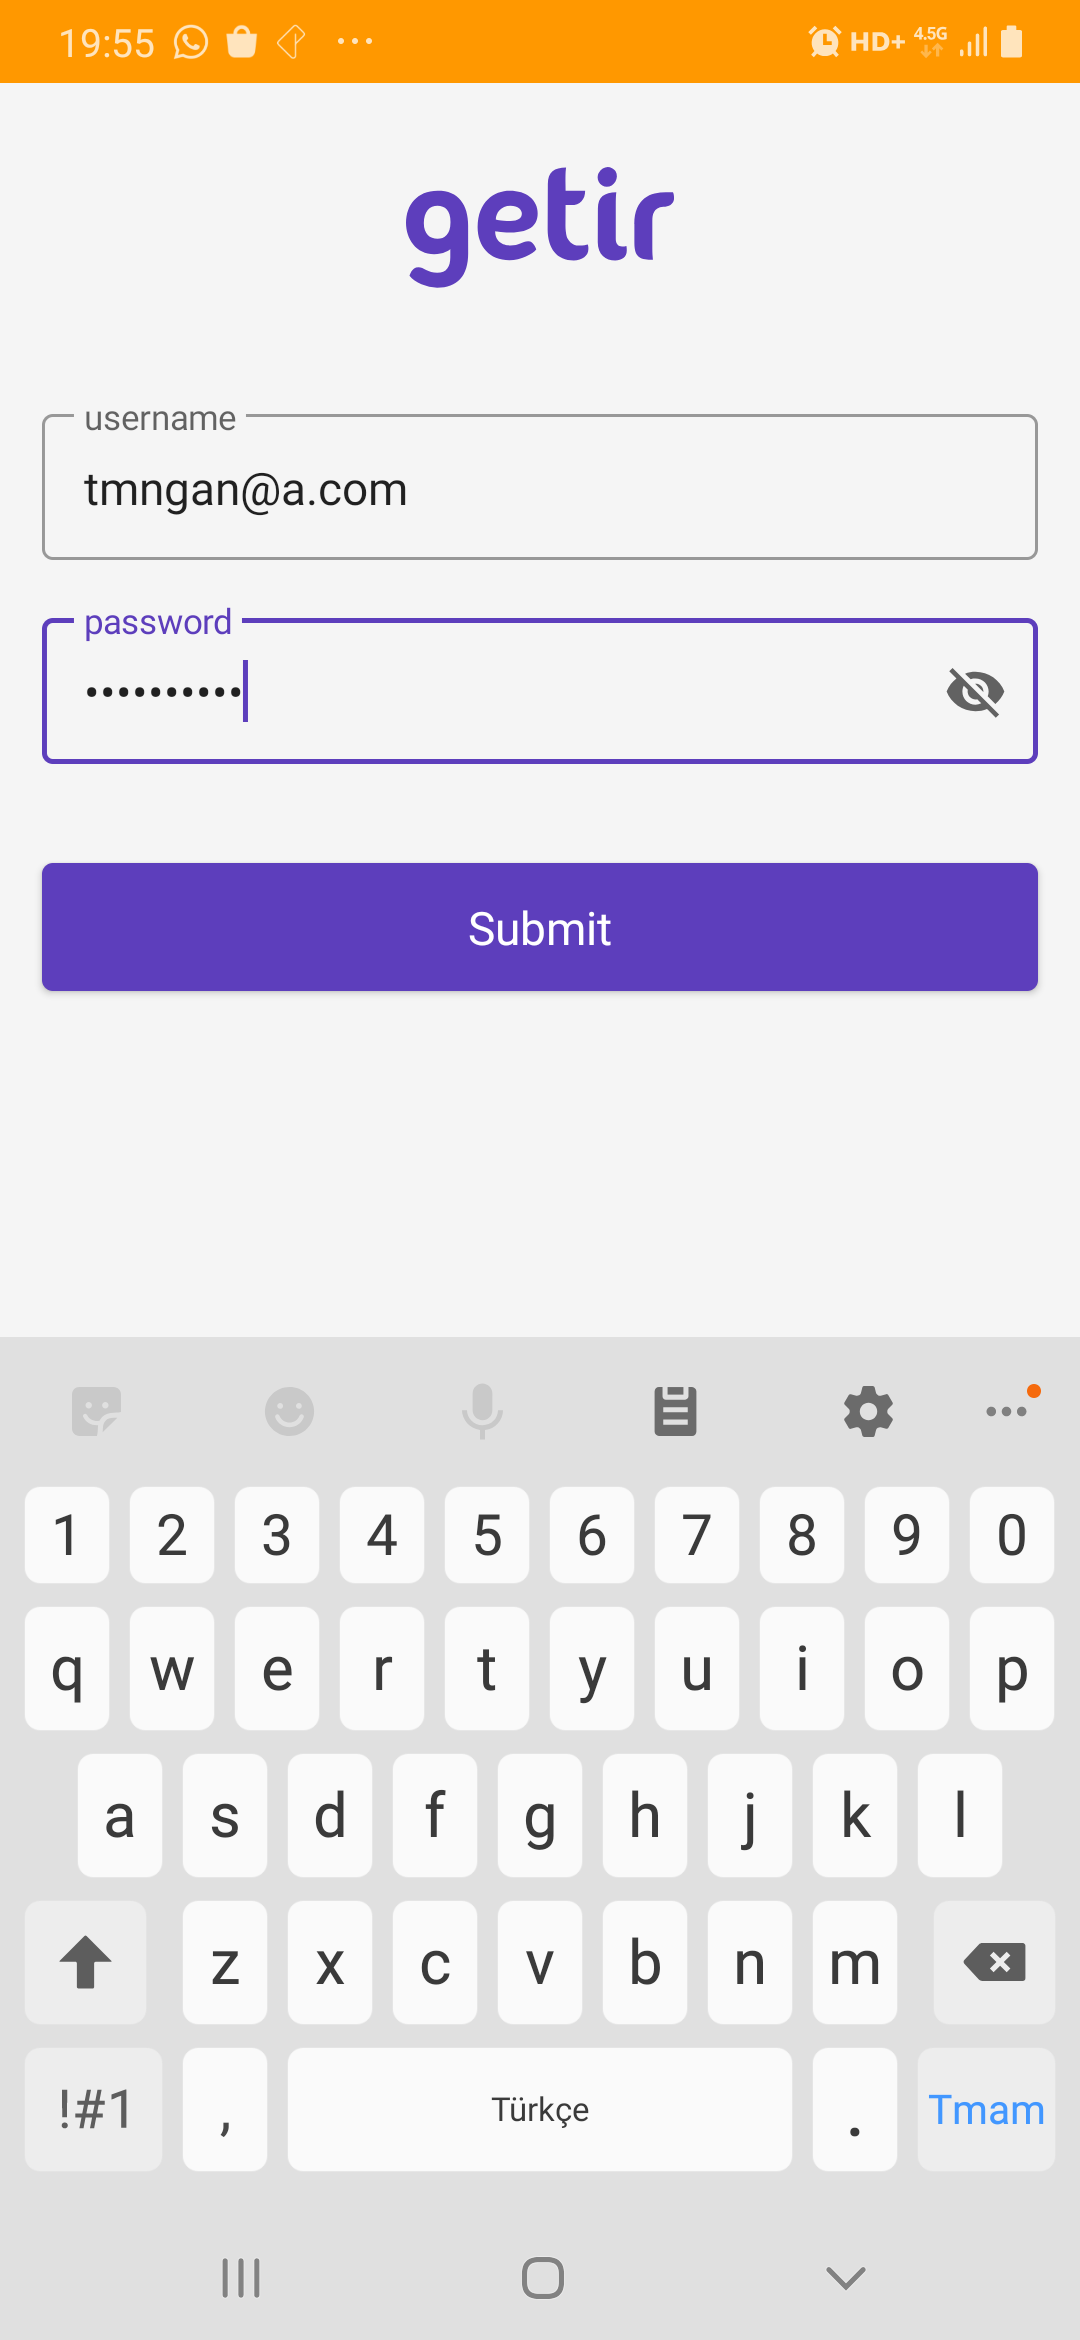 19:55 HD+ 4.5G
getir
username
tmngan@a.com
password
••••••••••
Submit
1 2 3 4 5 6 7 8 9 0
q w e r t y u i o p
a s d f g h j k l
z x c v b n m
!#1 , Türkçe . Tmam